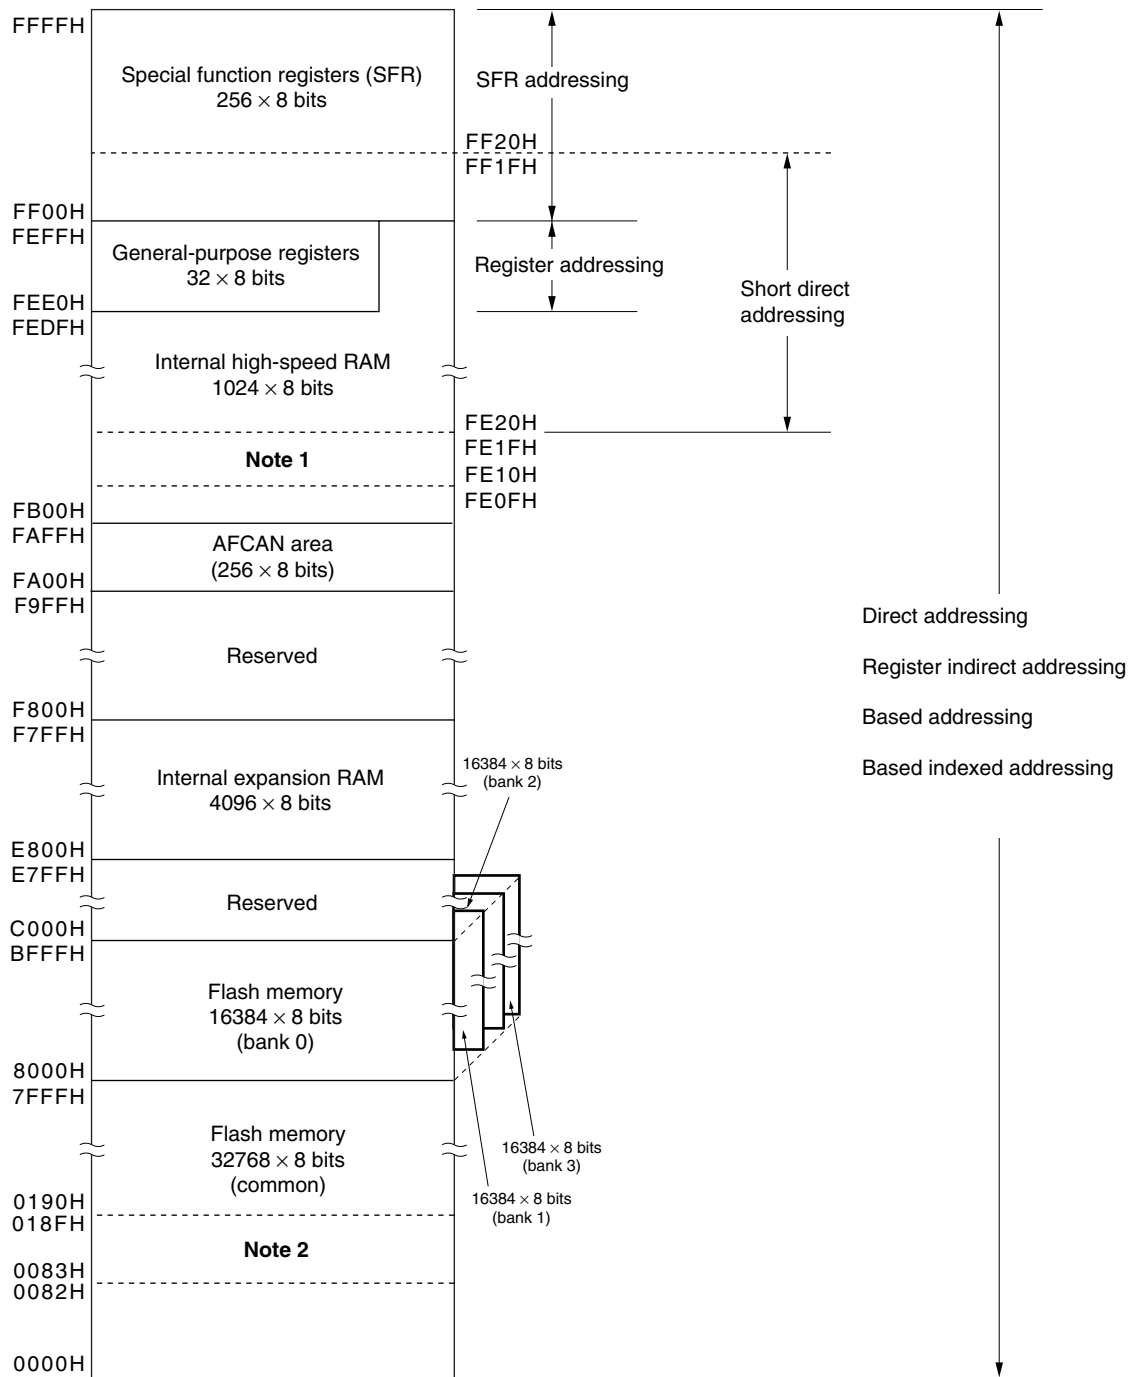 FFFFH
Special function registers (SFR)
256 × 8 bits
SFR addressing
FF20H
FF1FH
FF00H
FEFFH
General-purpose registers
32 × 8 bits
Register addressing
Short direct
addressing
FEE0H
FEDFH
Internal high-speed RAM
1024 × 8 bits
FE20H
FE1FH
Note 1
FE10H
FE0FH
FB00H
FAFFH
AFCAN area
(256 × 8 bits)
FA00H
F9FFH
Direct addressing
Register indirect addressing
Based addressing
Based indexed addressing
Reserved
F800H
F7FFH
Internal expansion RAM
4096 × 8 bits
16384 × 8 bits
(bank 2)
E800H
E7FFH
Reserved
C000H
BFFFH
Flash memory
16384 × 8 bits
(bank 0)
8000H
7FFFH
Flash memory
32768 × 8 bits
(common)
16384 × 8 bits
(bank 3)
16384 × 8 bits
(bank 1)
0190H
018FH
Note 2
0083H
0082H
0000H